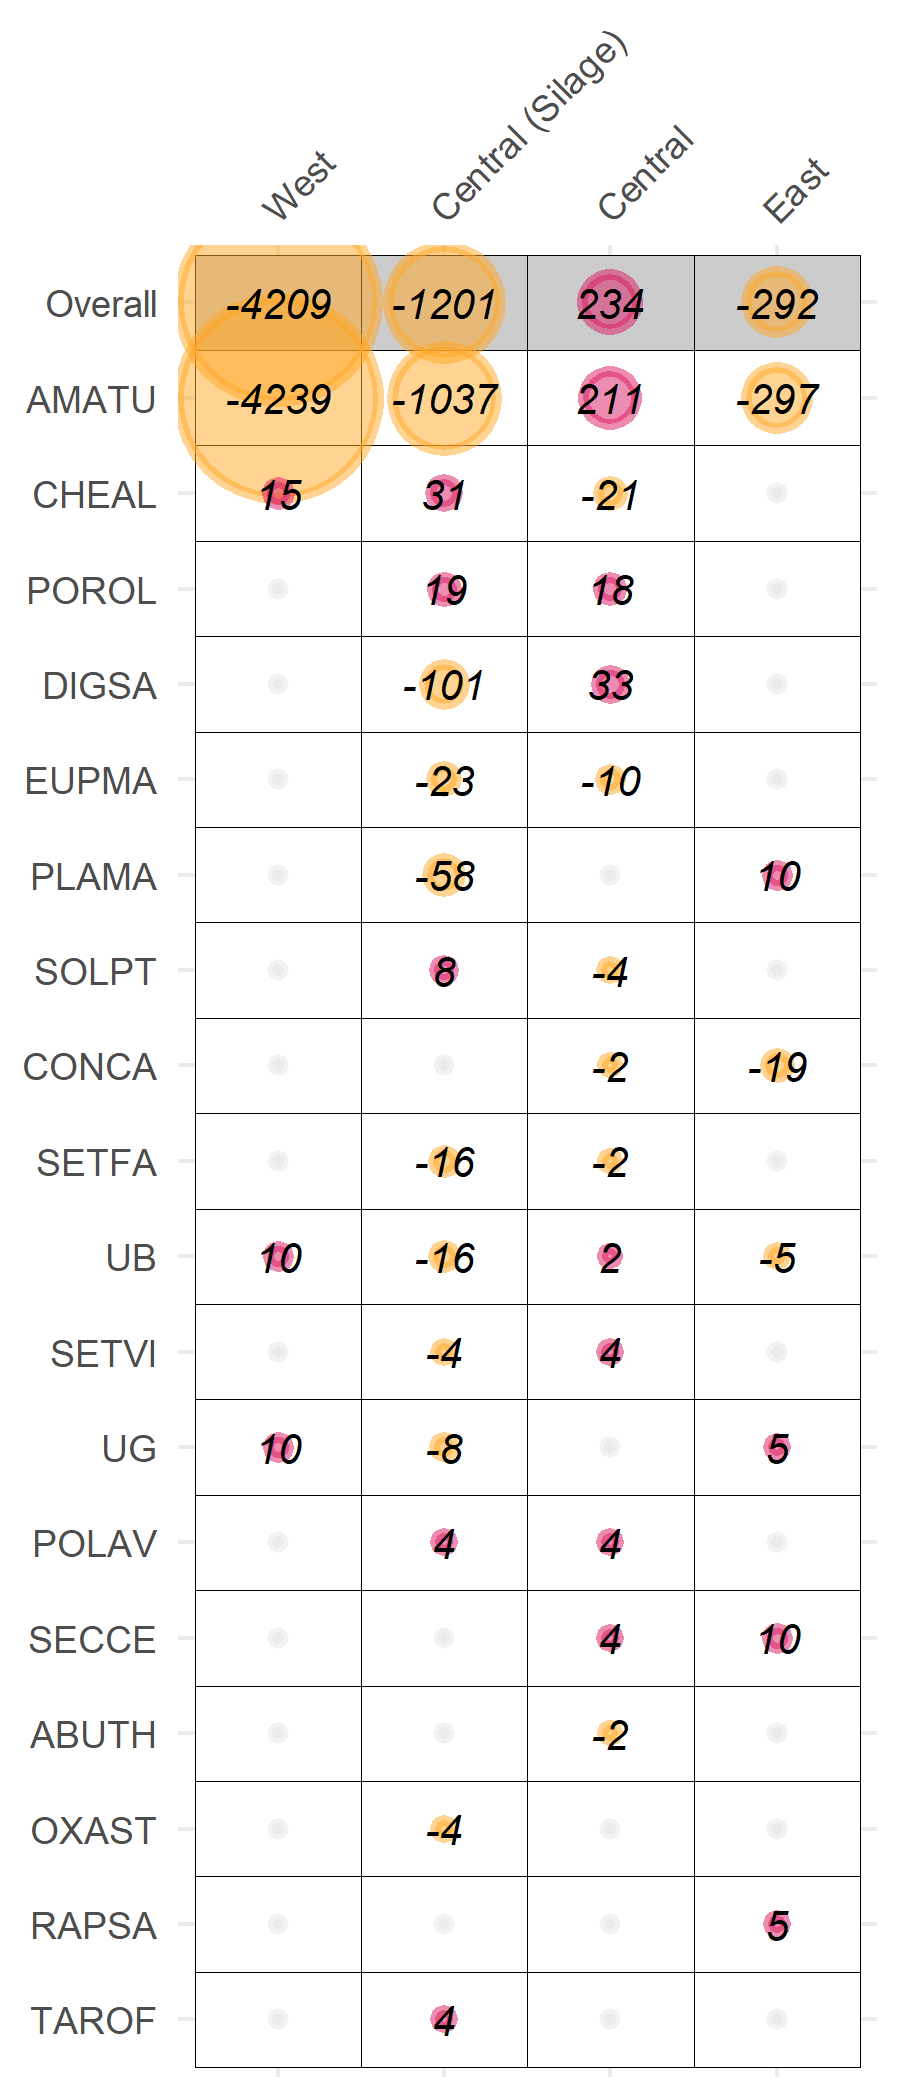 West Central (Silage) Central East
Overall -4209 -1201 234 -292
AMATU -4239 -1037 211 -297
CHEAL 15 31 -21
POROL 19 18
DIGSA -101 33
EUPMA -23 -10
PLAMA -58 10
SOLPT 8 -4
CONCA -2 -19
SETFA -16 -2
UB 10 -16 2 -5
SETVI -4 4
UG 10 -8 5
POLAV 4 4
SECCE 4 10
ABUTH -2
OXAST -4
RAPSA 5
TAROF 4